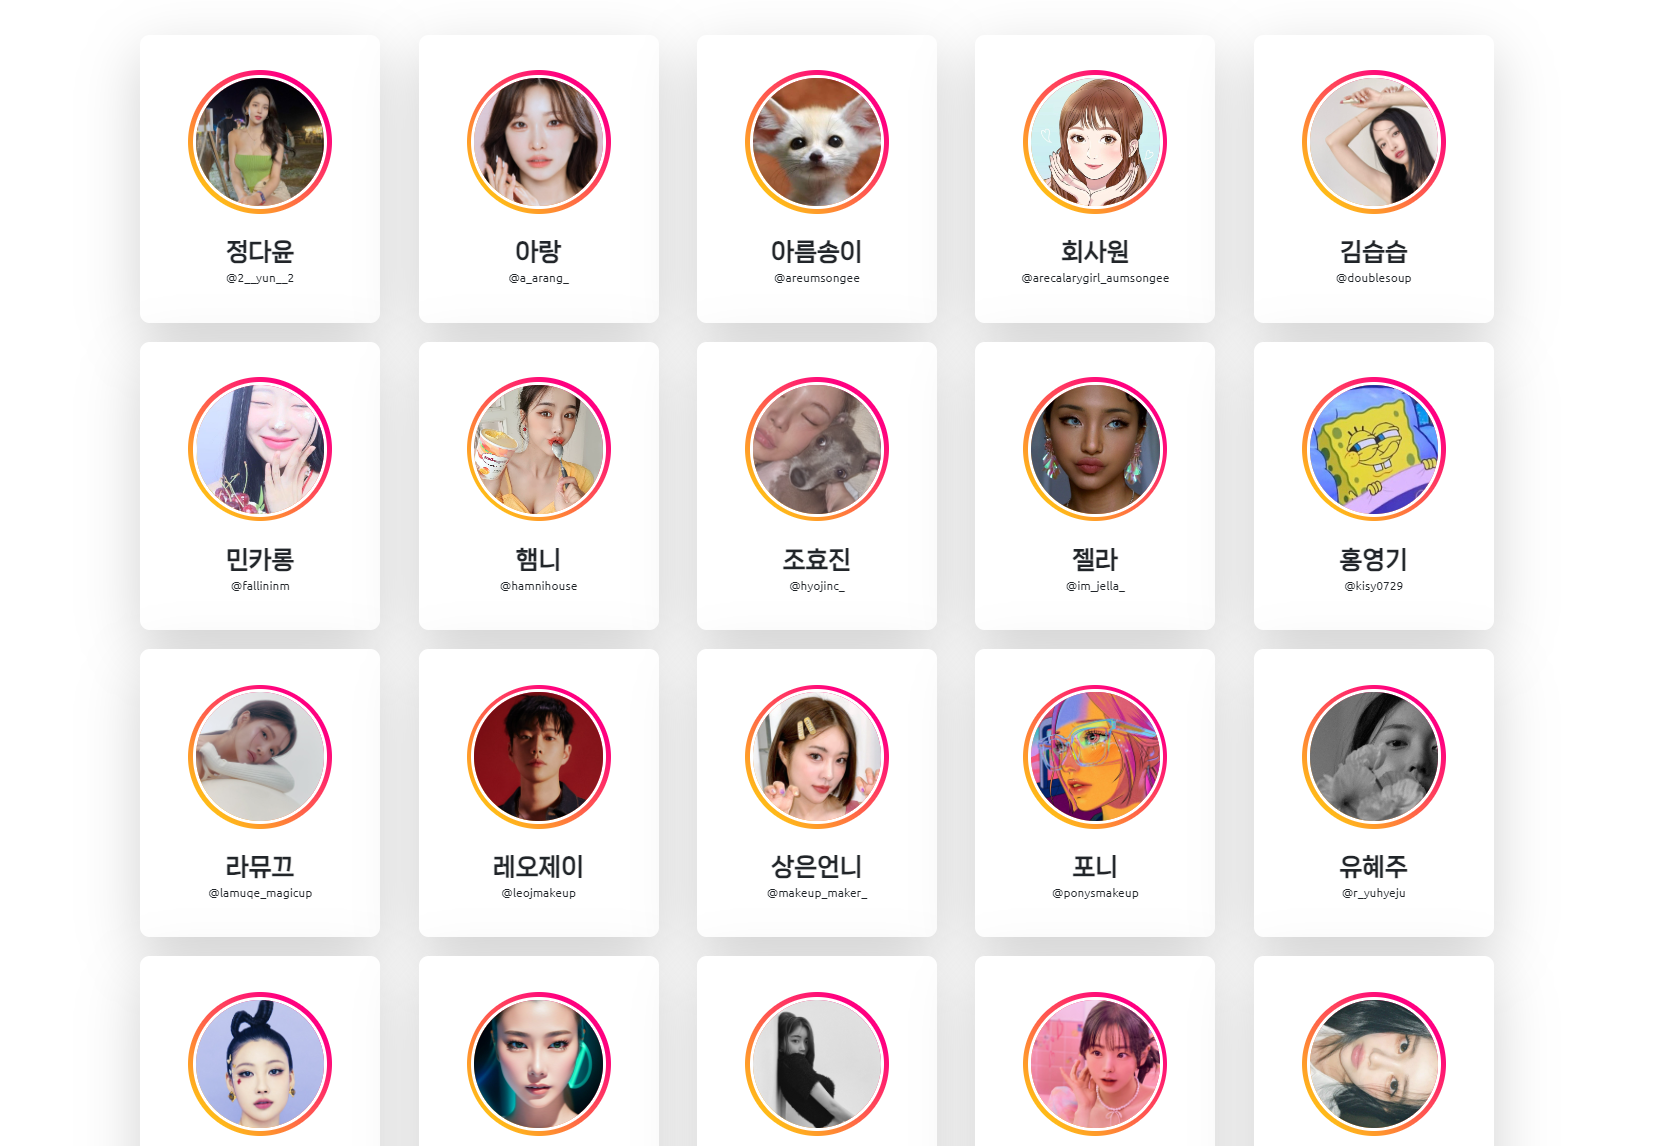 정다윤
@2__yun__2
아랑
@a_arang_
아름송이
@areumsongee
회사원
@arecalarygirl_aumsongee
김습습
@doublesoup
민카롱
@fallininm
햄니
@hamnihouse
조효진
@hyojinc_
젤라
@im_jella_
홍영기
@kisy0729
라뮤끄
@lamuqe_magicup
레오제이
@leojmakeup
상은언니
@makeup_maker_
포니
@ponysmakeup
유혜주
@r_yuhyeju